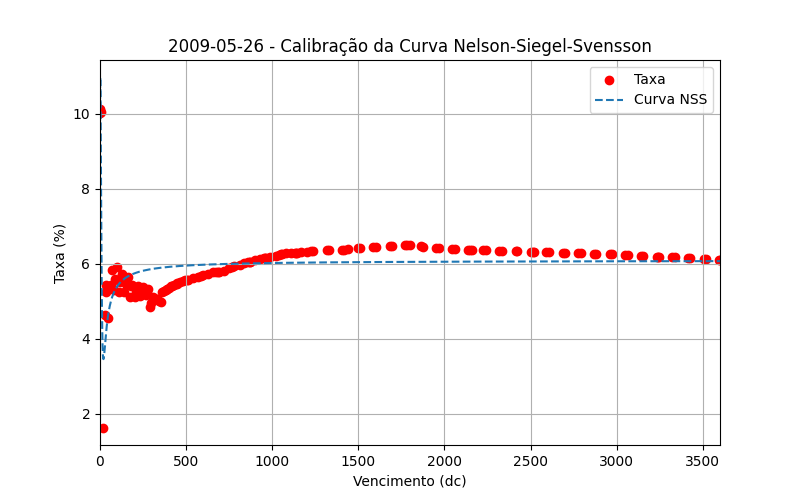 2009-05-26 - Calibração da Curva Nelson-Siegel-Svensson
Taxa
Curva NSS
Taxa (%)
10
8
6
4
2
0 500 1000 1500 2000 2500 3000 3500
Vencimento (dc)